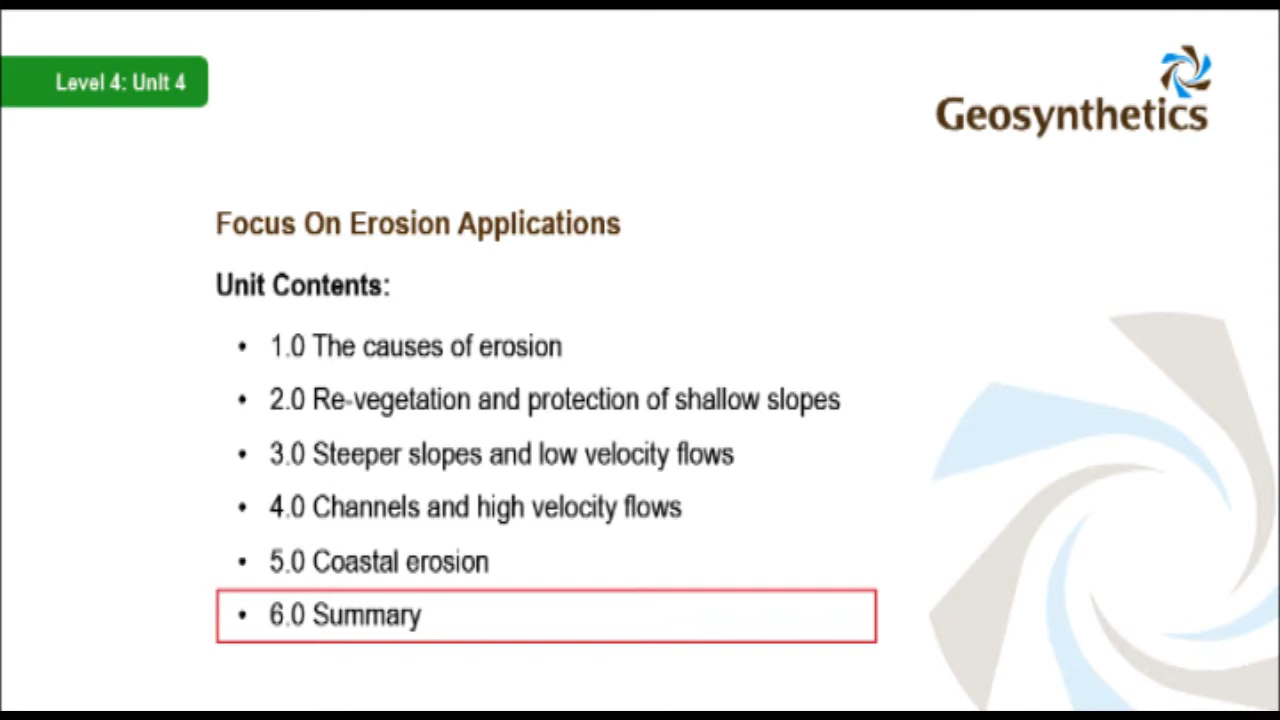 Level 4: Unit 4
Geosynthetics
Focus On Erosion Applications
Unit Contents:
• 1.0 The causes of erosion
• 2.0 Re-vegetation and protection of shallow slopes
• 3.0 Steeper slopes and low velocity flows
• 4.0 Channels and high velocity flows
• 5.0 Coastal erosion
• 6.0 Summary